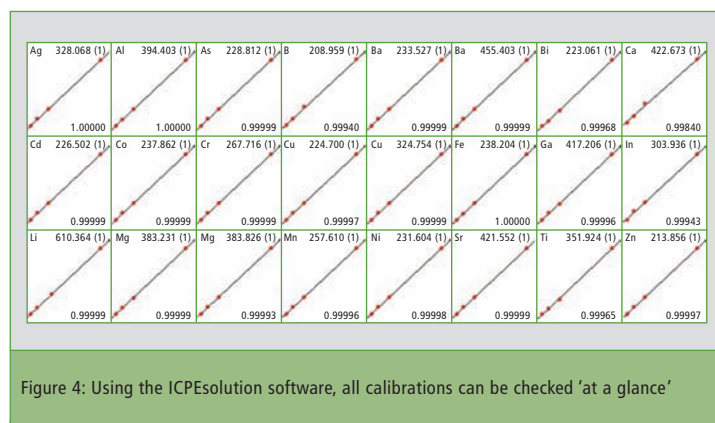 Ag 328.068 (1) Al 394.403 (1) As 228.812 (1) B 208.959 (1) Ba 233.527 (1) Ba 455.403 (1) Bi 223.061 (1) Ca 422.673 (1)
1.00000 1.00000 0.99999 0.99940 0.99999 0.99999 0.99968 0.99840
Cd 226.502 (1) Co 237.862 (1) Cr 267.716 (1) Cu 224.700 (1) Cu 324.754 (1) Fe 238.204 (1) Ga 417.206 (1) In 303.936 (1)
0.99999 0.99999 0.99999 0.99997 0.99999 1.00000 0.99996 0.99943
Li 610.364 (1) Mg 383.231 (1) Mg 383.826 (1) Mn 257.610 (1) Ni 231.604 (1) Sr 421.552 (1) Ti 351.924 (1) Zn 213.856 (1)
0.99999 0.99999 0.99993 0.99996 0.99998 0.99999 0.99965 0.99997
Figure 4: Using the ICPEsolution software, all calibrations can be checked ‘at a glance’